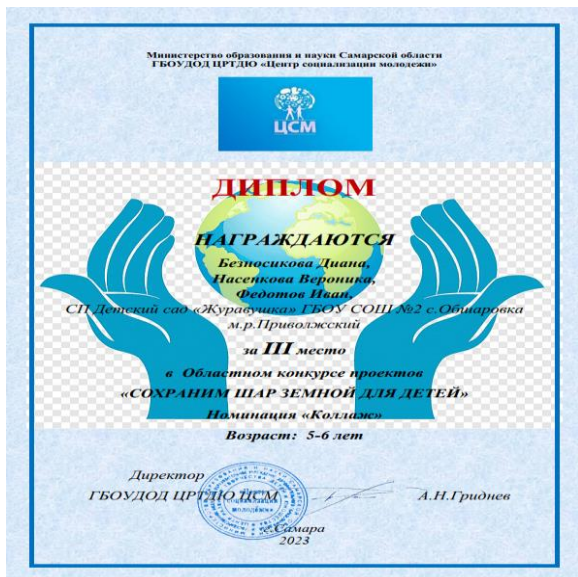 Министерство образования и науки Самарской области
ГБОУДОД ЦРТДЮ «Центр социализации молодежи»
ЦСМ
ДИПЛОМ
НАГРАЖДАЮТСЯ
Безносикова Диана,
Насенкова Вероника,
Федотов Иван,
СП Детский сад «Журавушка» ГБОУ СОШ №2 с.Обшаровка
м.р.Приволжский
за III место
в Областном конкурсе проектов
«СОХРАНИМ ШАР ЗЕМНОЙ ДЛЯ ДЕТЕЙ»
Номинация «Коллаж»
Возраст: 5-6 лет
Директор
ГБОУДОД ЦРТДЮ ЦСМ А.Н.Гриднев
социализации
молодежи
г.Самара
2023